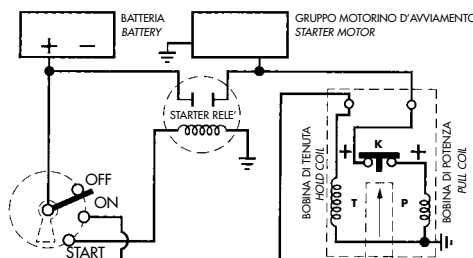 BATTERIA
BATTERY
GRUPPO MOTORINO D'AVVIAMENTO
STARTER MOTOR
+ −
STARTER RELE'
OFF
ON
START
BOBINA DI TENUTA
HOLD COIL
K
+ +
T P
BOBINA DI POTENZA
PULL COIL